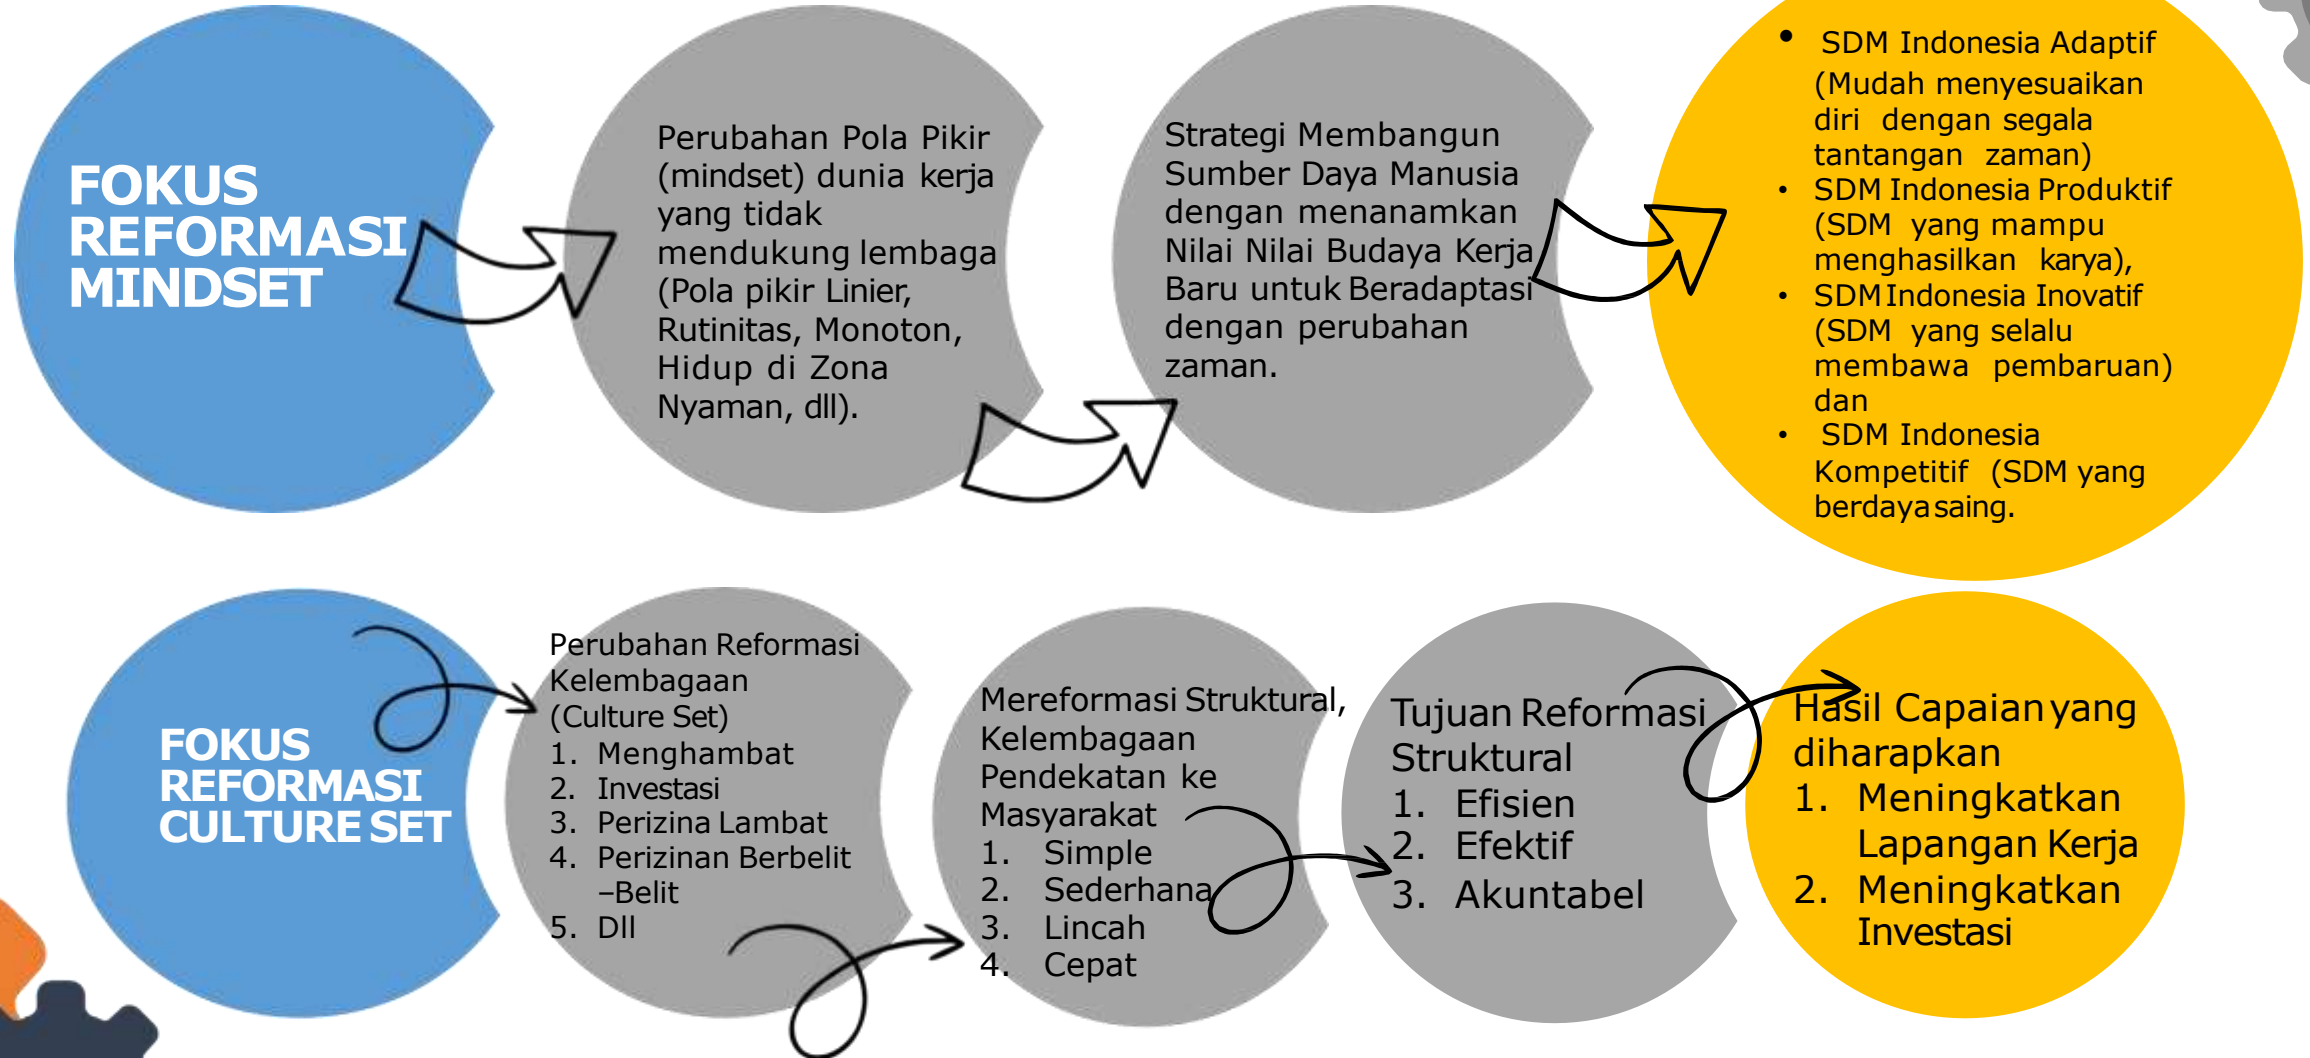 FOKUS
REFORMASI
MINDSET
Perubahan Pola Pikir
(mindset) dunia kerja
yang tidak
mendukung lembaga
(Pola pikir Linier,
Rutinitas, Monoton,
Hidup di Zona
Nyaman, dll).
Strategi Membangun
Sumber Daya Manusia
dengan menanamkan
Nilai Nilai Budaya Kerja
Baru untuk Beradaptasi
dengan perubahan
zaman.
• SDM Indonesia Adaptif
(Mudah menyesuaikan
diri dengan segala
tantangan zaman)
• SDM Indonesia Produktif
(SDM yang mampu
menghasilkan karya),
• SDM Indonesia Inovatif
(SDM yang selalu
membawa pembaruan)
dan
• SDM Indonesia
Kompetitif (SDM yang
berdaya saing.
FOKUS
REFORMASI
CULTURE SET
Perubahan Reformasi
Kelembagaan
(Culture Set)
1. Menghambat
2. Investasi
3. Perizina Lambat
4. Perizinan Berbelit
–Belit
5. Dll
Mereformasi Struktural,
Kelembagaan
Pendekatan ke
Masyarakat
1. Simple
2. Sederhana
3. Lincah
4. Cepat
Tujuan Reformasi
Struktural
1. Efisien
2. Efektif
3. Akuntabel
Hasil Capaian yang
diharapkan
1. Meningkatkan
Lapangan Kerja
2. Meningkatkan
Investasi